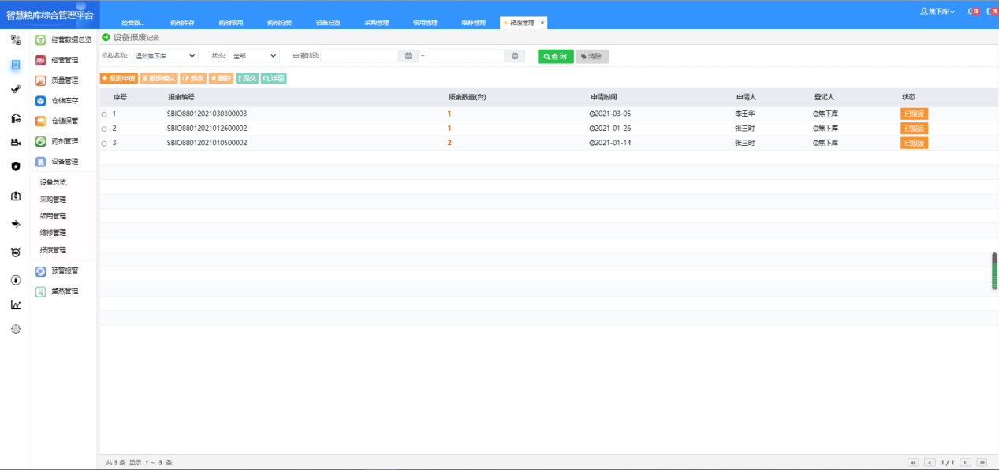 智慧粮库综合管理平台
焦下库
0
3
经营数... 药剂库存 药剂领用 药剂分类 设备总览 采购管理 领用管理 维修管理 报废管理 ×
经营数据总览
经营管理
质量管理
仓储库存
仓储保管
药剂管理
设备管理
设备总览
采购管理
领用管理
维修管理
报废管理
预警报警
熏蒸管理
设备报废记录
机构名称: 温州焦下库 状态: 全部 申请时间: ~ 查询 清除
报废申请 报废确认 修改 删除 提交 详情
序号 报废编号 报废数量(台) 申请时间 申请人 登记人 状态
1 SBIO88012021030300003 1 2021-03-05 李玉华 焦下库 已报废
2 SBIO88012021012600002 1 2021-01-26 张三时 焦下库 已报废
3 SBIO88012021010500002 2 2021-01-14 张三时 焦下库 已报废
共 3 条 显示 1 ~ 3 条
1 / 1